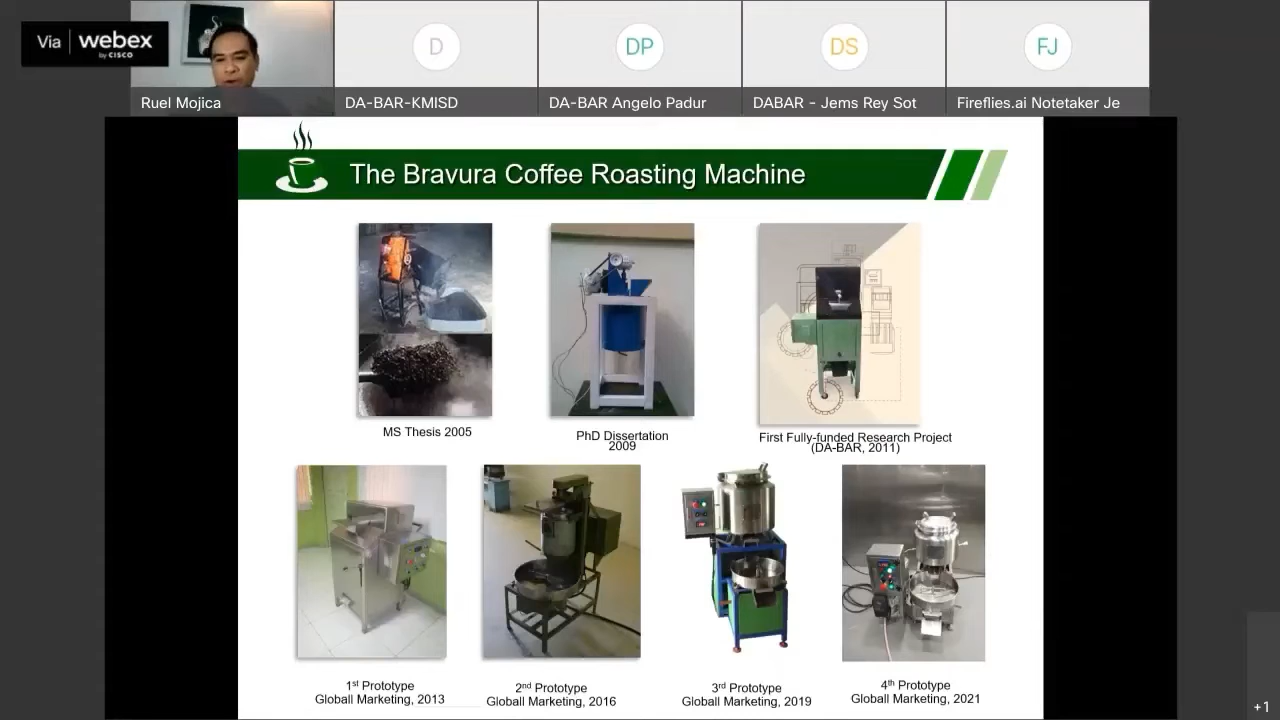 Via webex
by CISCO
Ruel Mojica
D
DA-BAR-KMISD
DP
DA-BAR Angelo Padur
DS
DABAR - Jems Rey Sot
FJ
Fireflies.ai Notetaker Je
The Bravura Coffee Roasting Machine
MS Thesis 2005
PhD Dissertation
2009
First Fully-funded Research Project
(DA-BAR, 2011)
1st Prototype
Globall Marketing, 2013
2nd Prototype
Globall Marketing, 2016
3rd Prototype
Globall Marketing, 2019
4th Prototype
Globall Marketing, 2021
+1